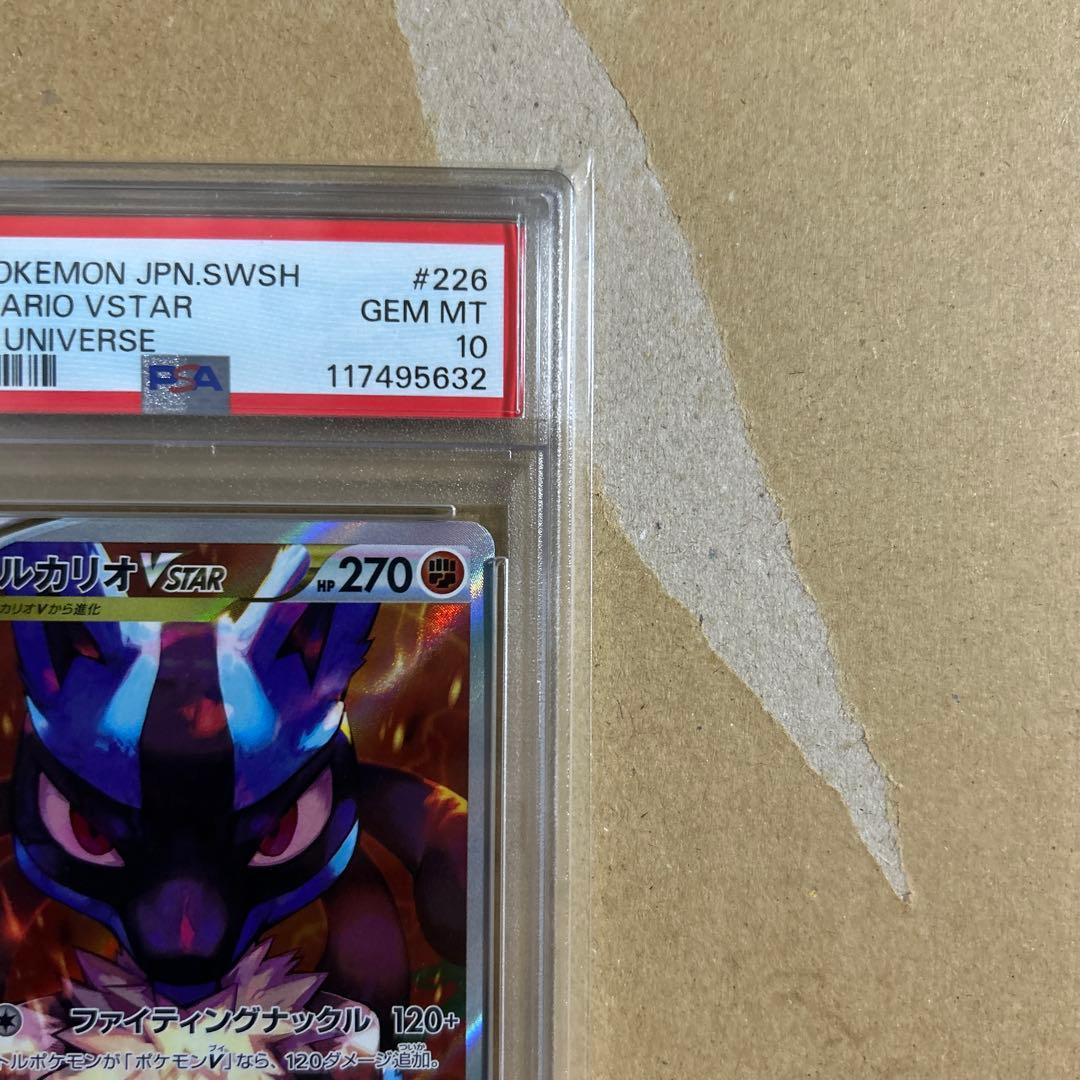 OKEMON JPN.SWSH #226
ARIO VSTAR GEM MT
UNIVERSE 10
PSA 117495632
ルカリオVSTAR HP 270
カリオVから進化
ファイティングナックル 120+
トルポケモンが「ポケモンV」なら、120ダメージ追加。